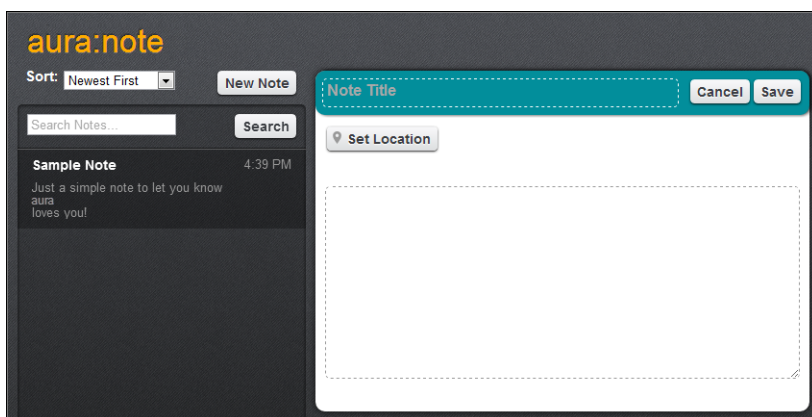 aura:note
Sort: Newest First
New Note
Search Notes...
Search
Sample Note 4:39 PM
Just a simple note to let you know
aura
loves you!
Note Title
Cancel
Save
Set Location